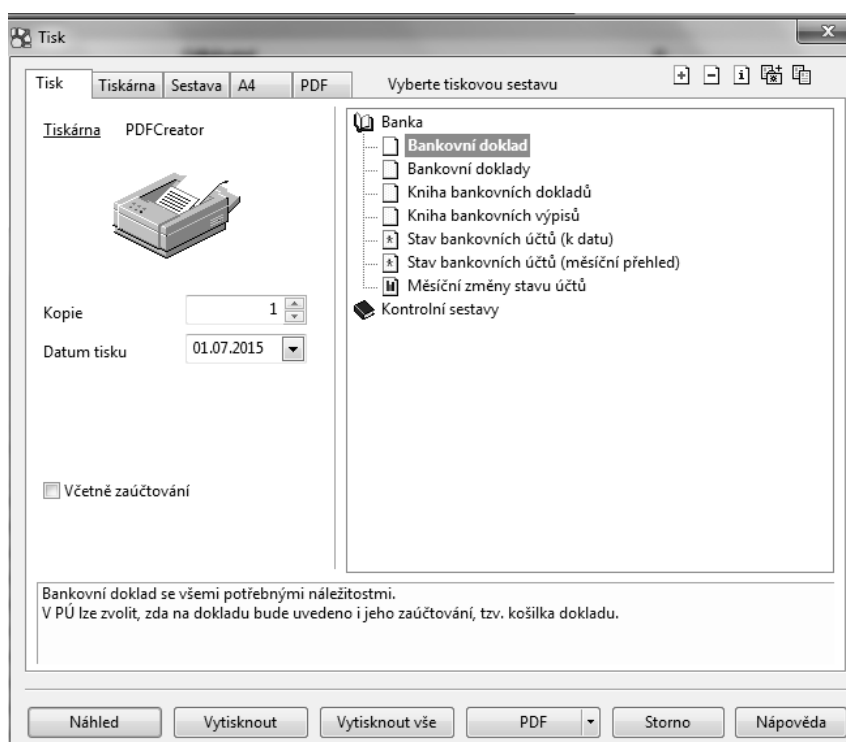 Tisk
Tisk Tiskárna Sestava A4 PDF Vyberte tiskovou sestavu
Tiskárna PDFCreator
Kopie 1
Datum tisku 01.07.2015
Včetně zaúčtování
Banka
Bankovní doklad
Bankovní doklady
Kniha bankovních dokladů
Kniha bankovních výpisů
Stav bankovních účtů (k datu)
Stav bankovních účtů (měsíční přehled)
Měsíční změny stavu účtů
Kontrolní sestavy
Bankovní doklad se všemi potřebnými náležitostmi.
V PÚ lze zvolit, zda na dokladu bude uvedeno i jeho zaúčtování, tzv. košilka dokladu.
Náhled Vytisknout Vytisknout vše PDF Storno Nápověda